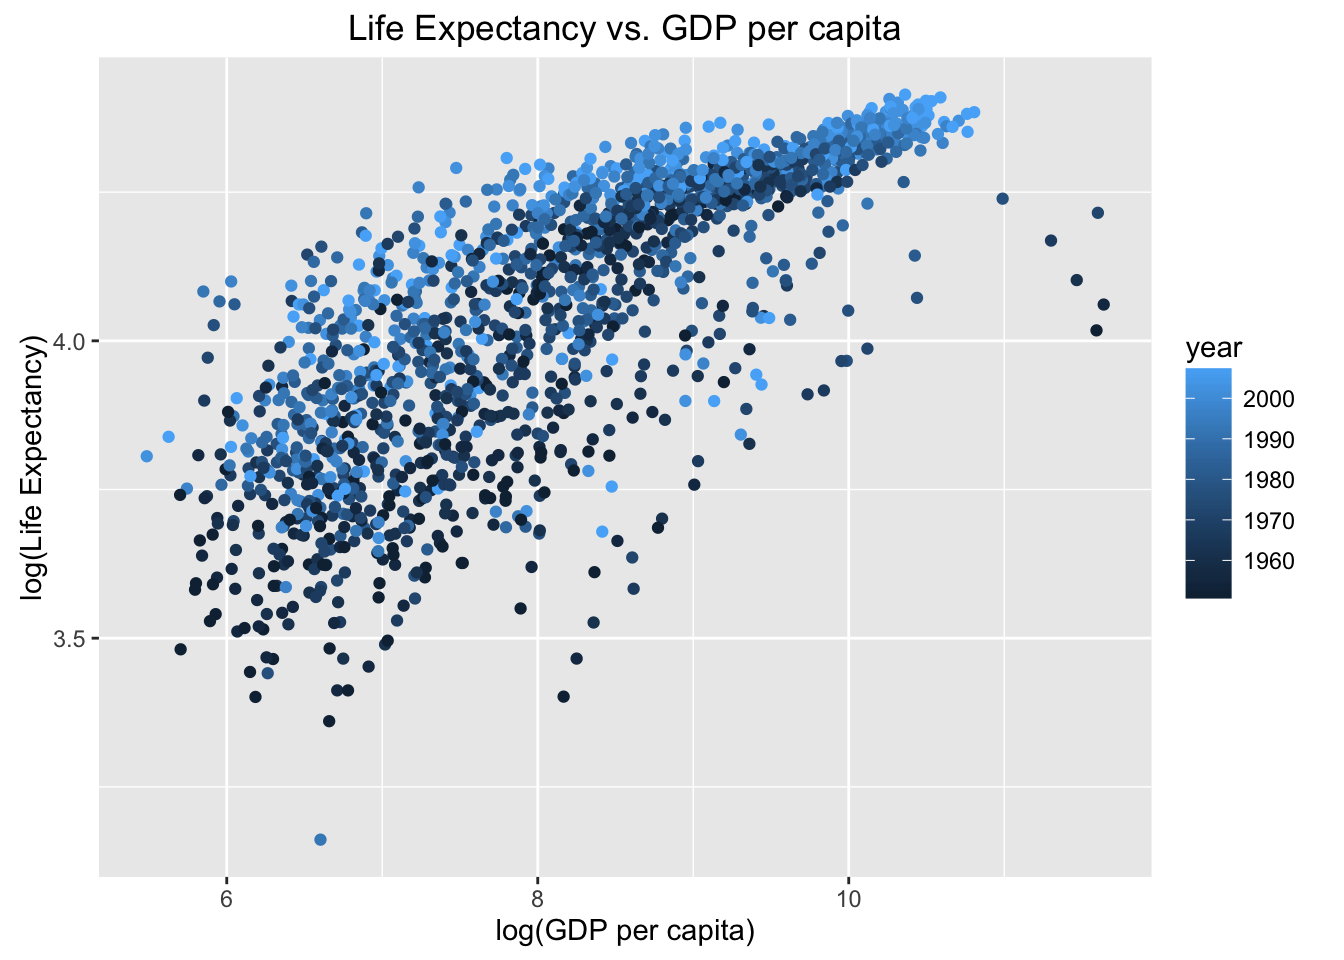 Life Expectancy vs. GDP per capita
log(Life Expectancy)
4.0
3.5
6 8 10
log(GDP per capita)
year
2000
1990
1980
1970
1960